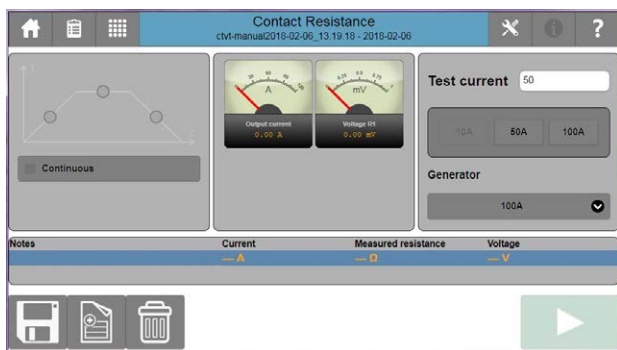 Contact Resistance
ctvt-manual2018-02-06_13.19.18 - 2018-02-06
?
Continuous
A
Output current
0.00 A
mV
Voltage R1
0.00 mV
Test current 50
10A 50A 100A
Generator
100A
Notes Current Measured resistance Voltage
--- A --- Ω --- V